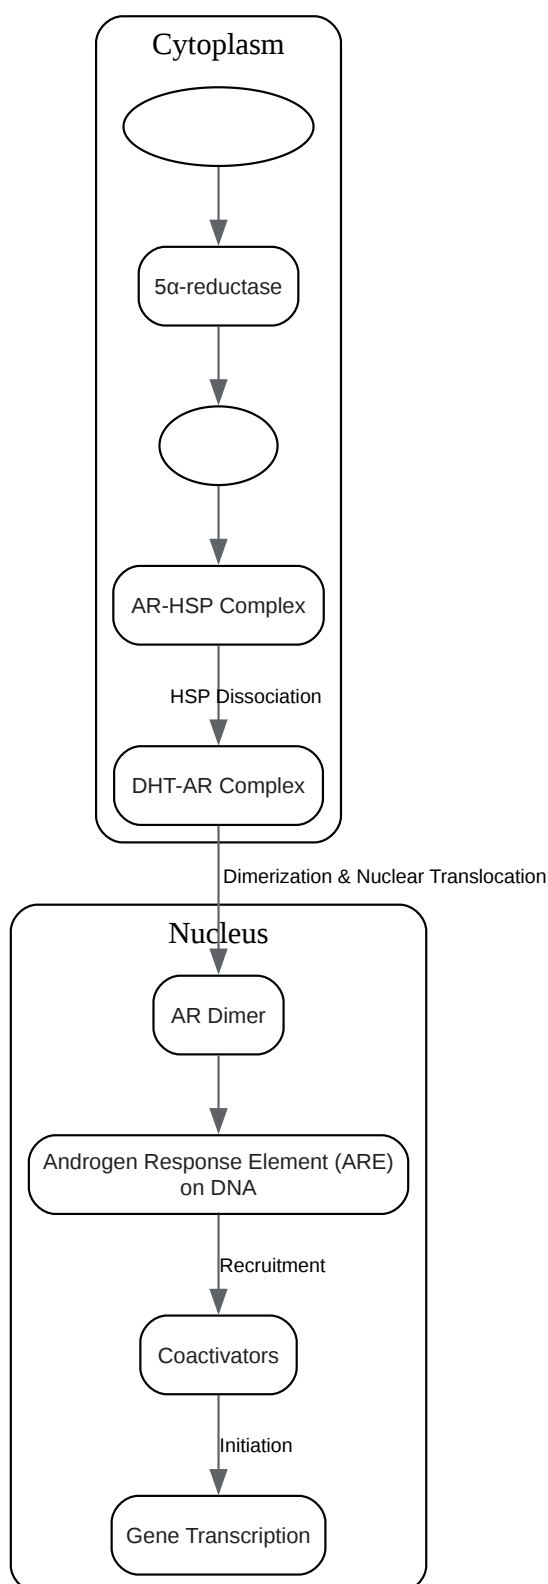 Cytoplasm
5α-reductase
AR-HSP Complex
HSP Dissociation
DHT-AR Complex
Dimerization & Nuclear Translocation
Nucleus
AR Dimer
Androgen Response Element (ARE)
on DNA
Recruitment
Coactivators
Initiation
Gene Transcription